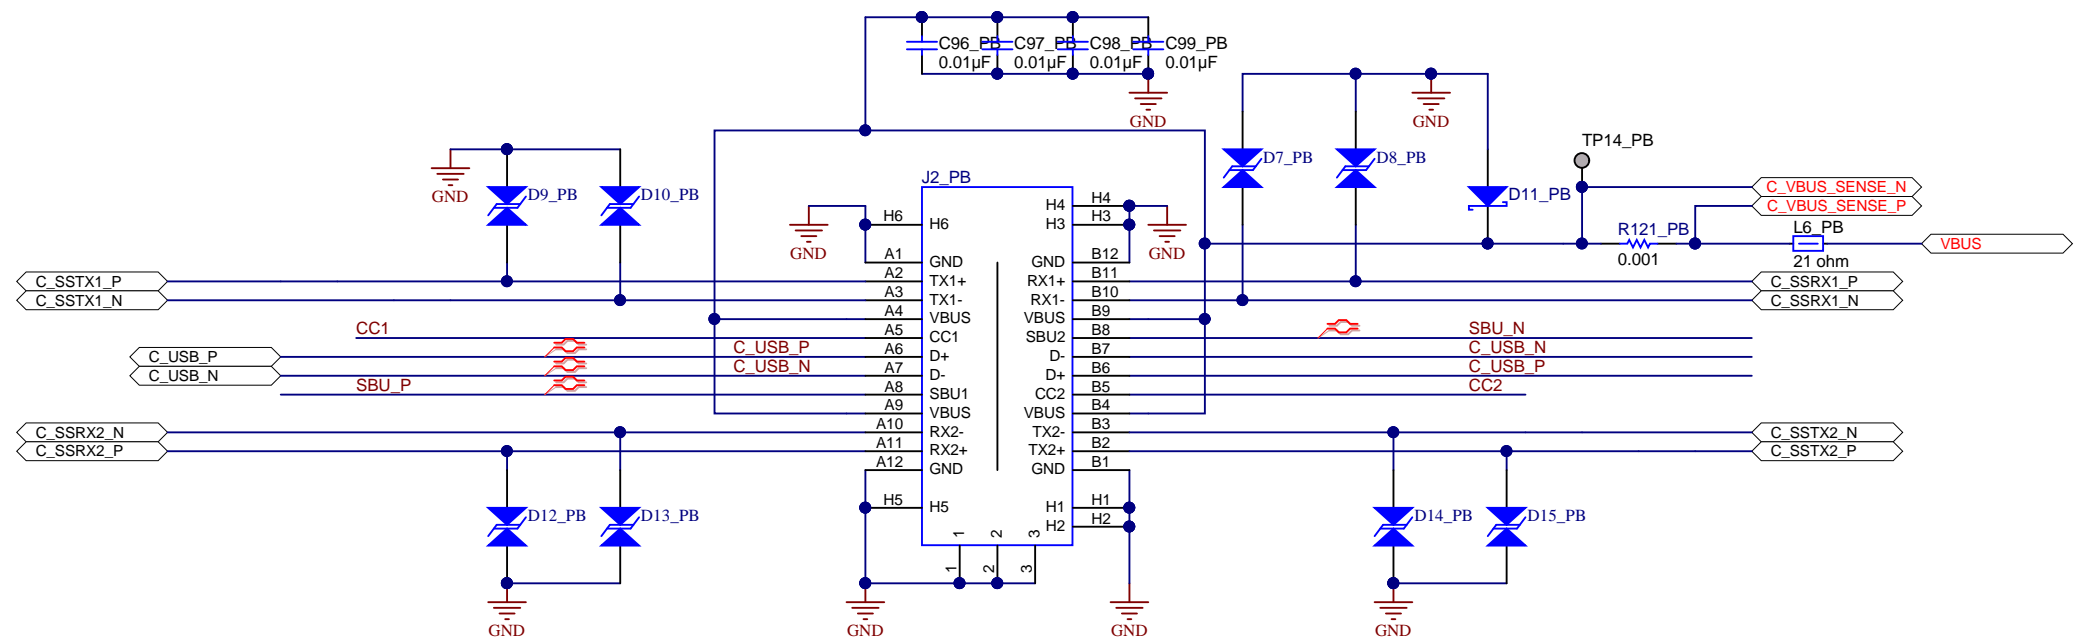 C96_PB C97_PB C98_PB C99_PB
0.01µF 0.01µF 0.01µF 0.01µF
GND
GND
TP14_PB
D7_PB D8_PB
J2_PB
C_VBUS_SENSE_N
C_VBUS_SENSE_P
GND
D9_PB D10_PB
D11_PB
H4 H4
H6 H6
H3 H3
GND
GND
R121_PB
0.001
L6_PB
21 ohm
VBUS
A1 GND GND B12
C_SSTX1_P A2 TX1+ RX1+ B11 C_SSRX1_P
C_SSTX1_N A3 TX1- RX1- B10 C_SSRX1_N
A4 VBUS VBUS B9
CC1 A5 CC1 SBU2 B8 SBU_N
C_USB_P C_USB_P A6 D+ D- B7 C_USB_N
C_USB_N C_USB_N A7 D- D+ B6 C_USB_P
SBU_P A8 SBU1 CC2 B5 CC2
A9 VBUS VBUS B4
C_SSRX2_N A10 RX2- TX2- B3 C_SSTX2_N
C_SSRX2_P A11 RX2+ TX2+ B2 C_SSTX2_P
A12 GND GND B1
H5 H5 H1 H1
H2 H2
D12_PB D13_PB D14_PB D15_PB
1 2 3
1 2 3
GND GND GND GND